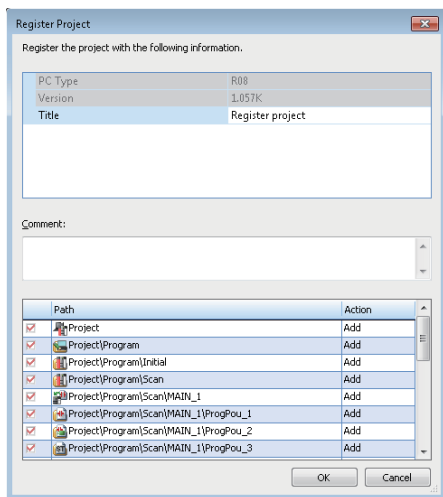 Register Project
Register the project with the following information.
PC Type R08
Version 1.057K
Title Register project
Comment:
Path Action
Project Add
Project\Program Add
Project\Program\Initial Add
Project\Program\Scan Add
Project\Program\Scan\MAIN_1 Add
Project\Program\Scan\MAIN_1\ProgPou_1 Add
Project\Program\Scan\MAIN_1\ProgPou_2 Add
Project\Program\Scan\MAIN_1\ProgPou_3 Add
OK Cancel